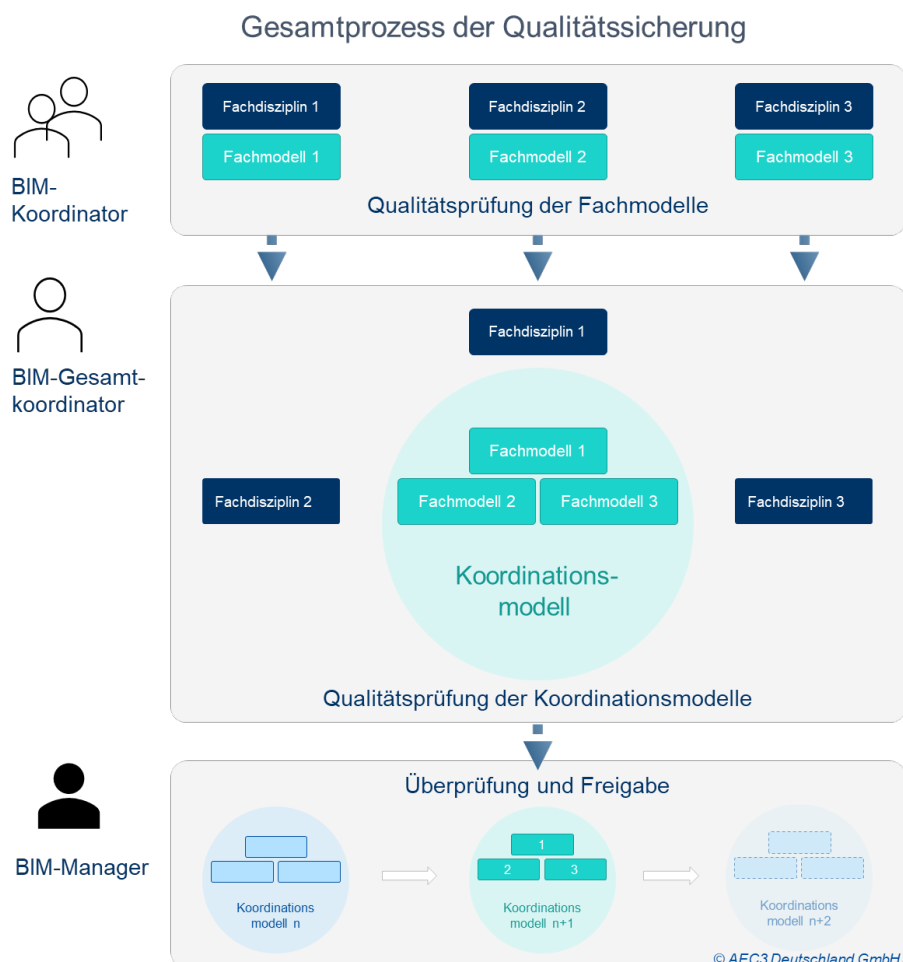 Gesamtprozess der Qualitätssicherung
BIM-
Koordinator
Fachdisziplin 1
Fachdisziplin 2
Fachdisziplin 3
Fachmodell 1
Fachmodell 2
Fachmodell 3
Qualitätsprüfung der Fachmodelle
BIM-Gesamt-
koordinator
Fachdisziplin 1
Fachmodell 1
Fachdisziplin 2
Fachmodell 2
Fachmodell 3
Fachdisziplin 3
Koordinations-
modell
Qualitätsprüfung der Koordinationsmodelle
BIM-Manager
Überprüfung und Freigabe
1
2
3
Koordinations
modell n
Koordinations
modell n+1
Koordinations
modell n+2
© AEC3 Deutschland GmbH